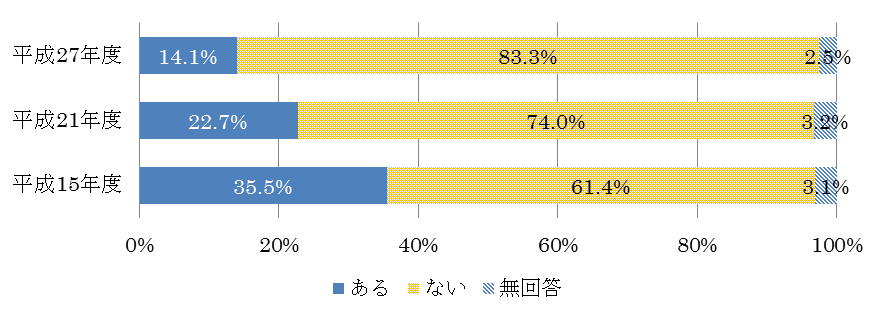 平成27年度 14.1% 83.3% 2.5%
平成21年度 22.7% 74.0% 3.2%
平成15年度 35.5% 61.4% 3.1%
0% 20% 40% 60% 80% 100%
ある ない 無回答